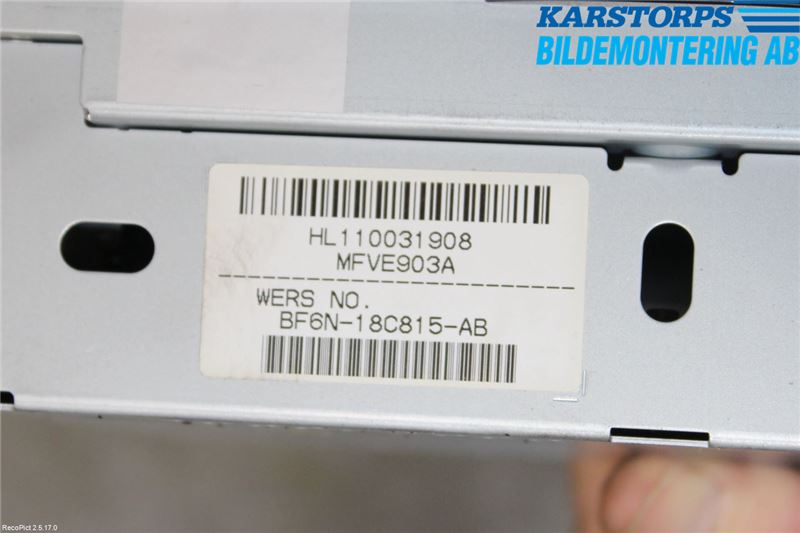 KARSTORPS
BILDEMONTERING AB
HL110031908
MFVE903A
WERS NO.
BF6N-18C815-AB
RecoPict 2.5.17.0